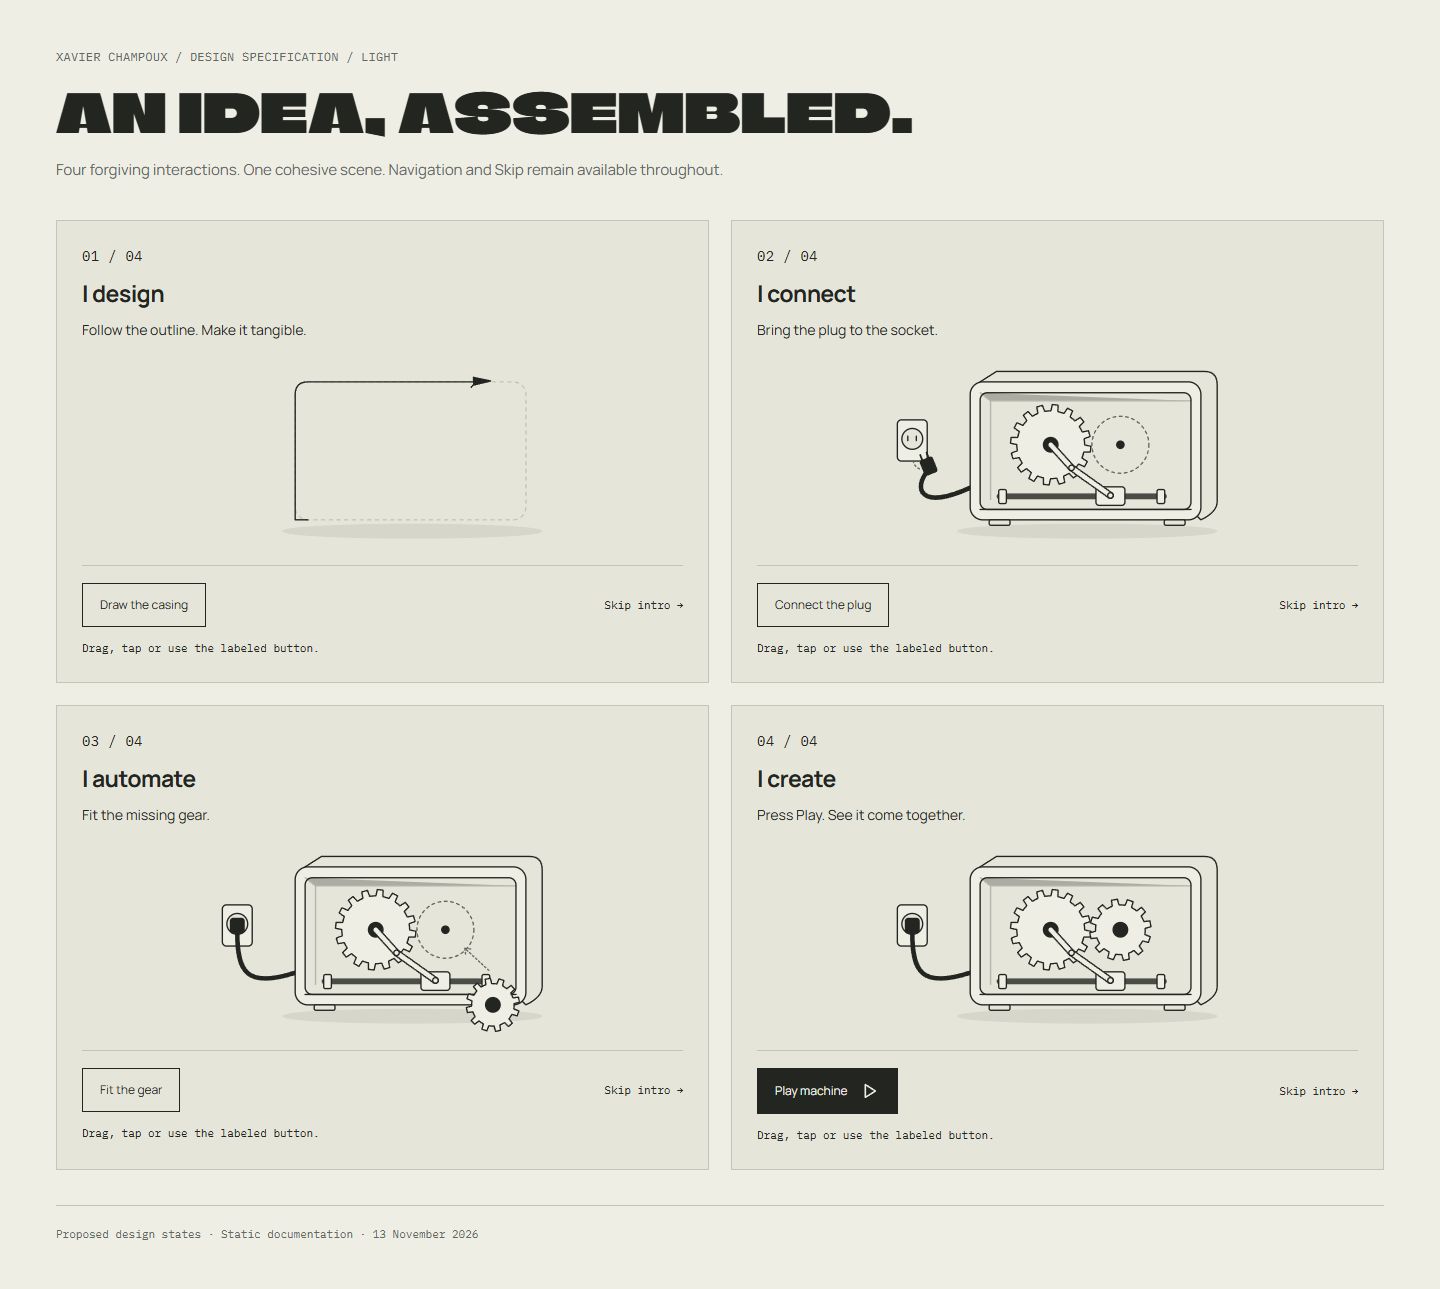 XAVIER CHAMPOUX / DESIGN SPECIFICATION / LIGHT
AN IDEA, ASSEMBLED.
Four forgiving interactions. One cohesive scene. Navigation and Skip remain available throughout.
01 / 04
I design
Follow the outline. Make it tangible.
Draw the casing
Skip intro →
Drag, tap or use the labeled button.
02 / 04
I connect
Bring the plug to the socket.
Connect the plug
Skip intro →
Drag, tap or use the labeled button.
03 / 04
I automate
Fit the missing gear.
Fit the gear
Skip intro →
Drag, tap or use the labeled button.
04 / 04
I create
Press Play. See it come together.
Play machine
Skip intro →
Drag, tap or use the labeled button.
Proposed design states · Static documentation · 13 November 2026